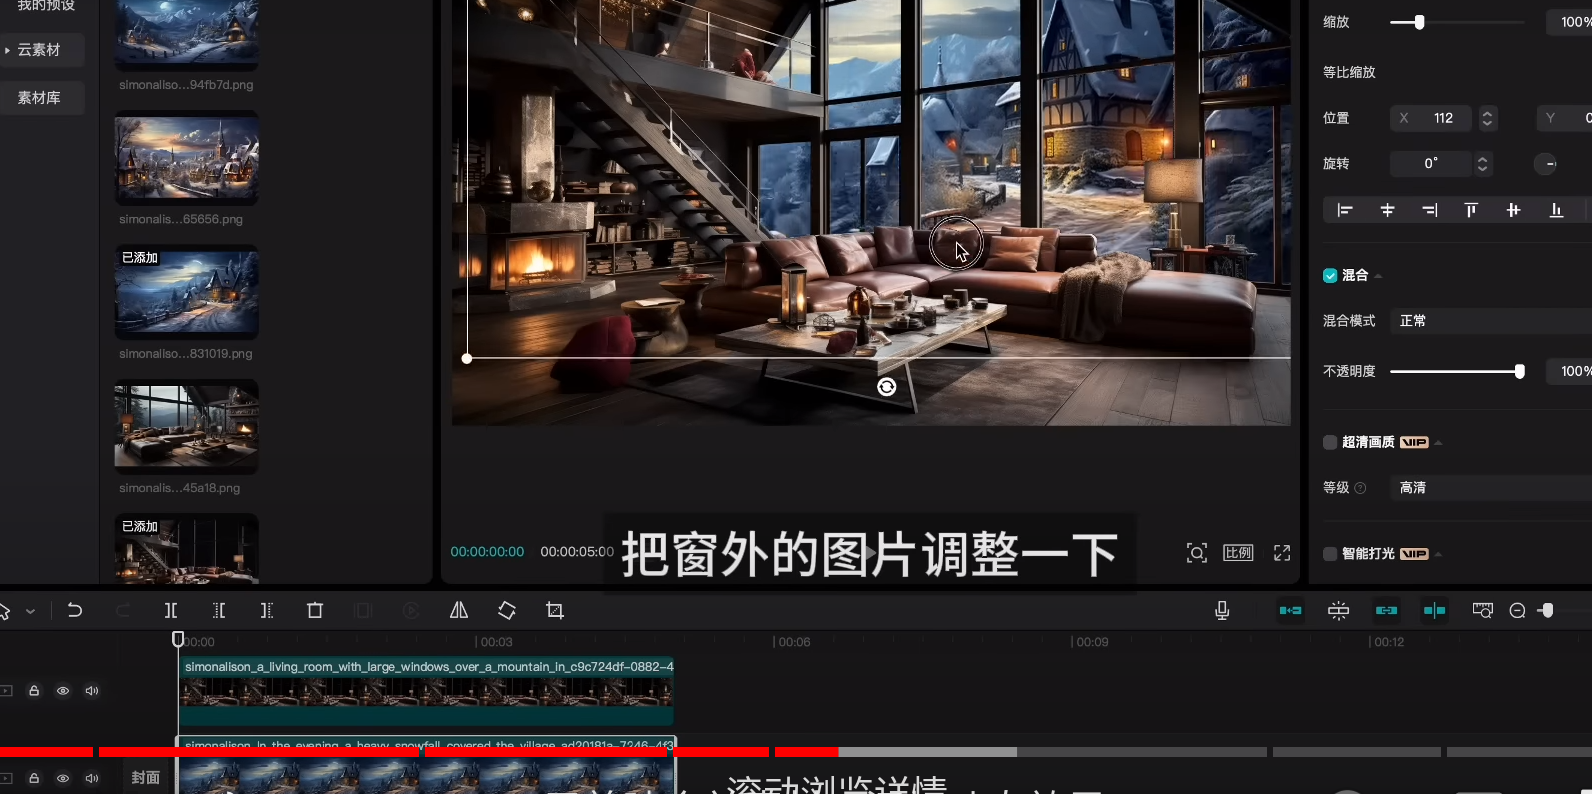 我的预设
云素材
素材库
simonaliso...94fb7d.png
simonalis...65656.png
已添加
simonaliso...831019.png
simonalis...45a18.png
已添加
缩放
100%
等比缩放
位置
X 112
Y 0
旋转
0°
混合
混合模式 正常
不透明度
100%
超清画质 VIP
等级 高清
智能打光 VIP
00:00:00:00 00:00:05:00
比例
把窗外的图片调整一下
00:00
00:03
00:06
00:09
00:12
simonalison_a_living_room_with_large_windows_over_a_mountain_in_c9c724df-0882-4
simonalison_In_the_evening_a_heavy_snowfall_covered_the_village_ad20181a-7246-4f3
封面
滚动浏览详情